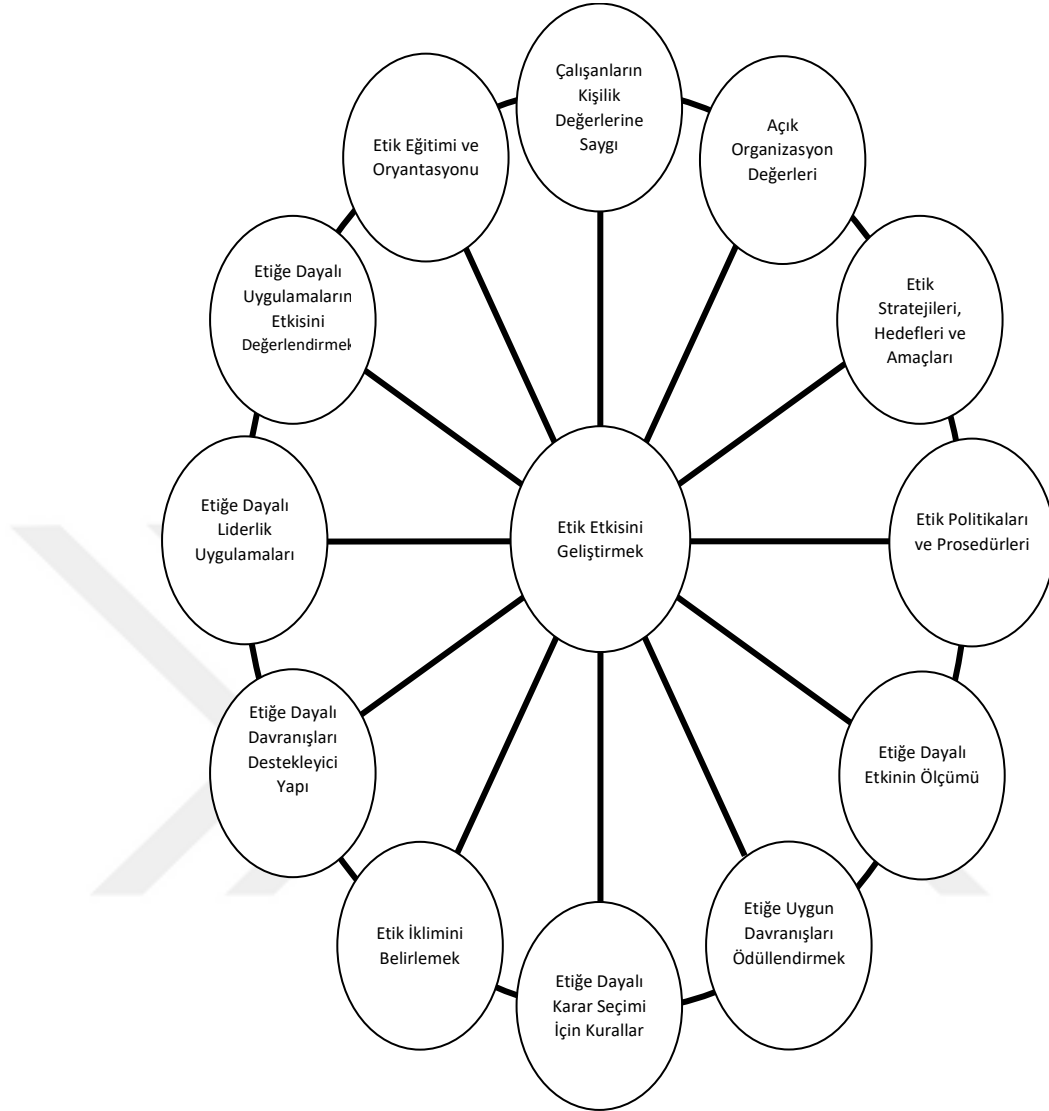 Çalışanların
Kişilik
Değerlerine
Saygı
Açık
Organizasyon
Değerleri
Etik
Stratejileri,
Hedefleri ve
Amaçları
Etik Politikaları
ve Prosedürleri
Etiğe Dayalı
Etkinin Ölçümü
Etiğe Uygun
Davranışları
Ödüllendirmek
Etiğe Dayalı
Karar Seçimi
İçin Kurallar
Etik İklimini
Belirlemek
Etiğe Dayalı
Davranışları
Destekleyici
Yapı
Etiğe Dayalı
Liderlik
Uygulamaları
Etiğe Dayalı
Uygulamaların
Etkisini
Değerlendirmek
Etik Eğitimi ve
Oryantasyonu
Etik Etkisini
Geliştirmek